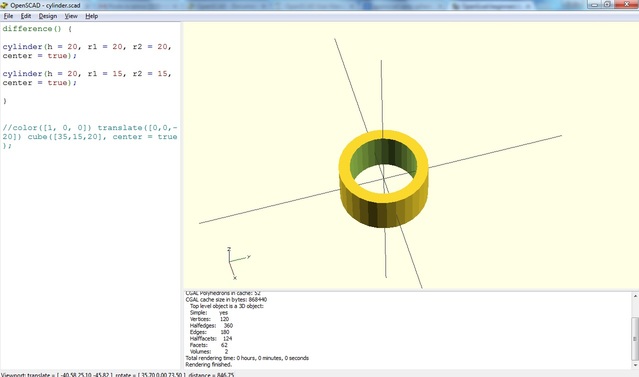 OpenSCAD - cylinder.scad
File Edit Design View Help
difference() {
cylinder(h = 20, r1 = 20, r2 = 20,
center = true);
cylinder(h = 20, r1 = 15, r2 = 15,
center = true);
}
//color([1, 0, 0]) translate([0,0,-
20]) cube([35,15,20], center = true
);
Z
Y
X
CGAL Polyhedrons in cache: 52
CGAL cache size in bytes: 868440
Top level object is a 3D object:
Simple: yes
Vertices: 120
Halfedges: 360
Edges: 180
Halffacets: 124
Facets: 62
Volumes: 2
Total rendering time: 0 hours, 0 minutes, 0 seconds
Rendering finished.
Viewport: translate = [ -40.58 25.10 -45.82 ], rotate = [ 35.70 0.00 73.50 ], distance = 846.75